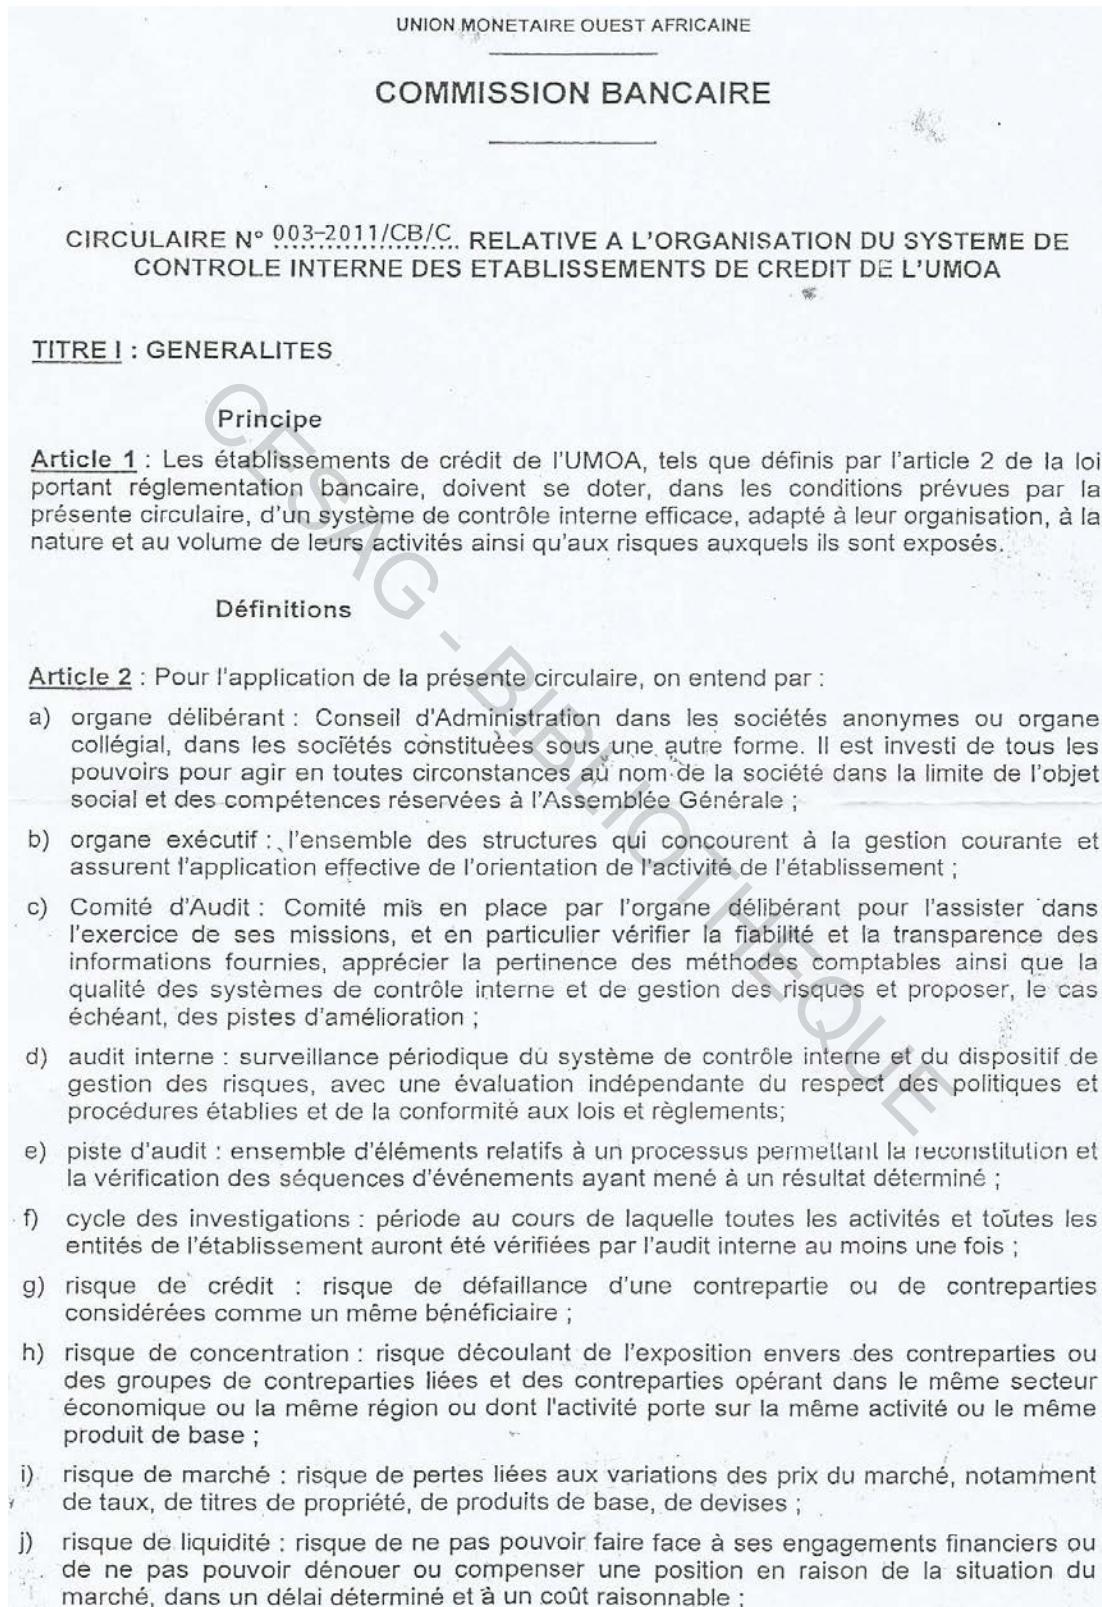 UNION MONETAIRE OUEST AFRICAINE
COMMISSION BANCAIRE
CIRCULAIRE N° 003-2011/CB/C. RELATIVE A L'ORGANISATION DU SYSTEME DE
CONTROLE INTERNE DES ETABLISSEMENTS DE CREDIT DE L'UMOA
TITRE I : GENERALITES
Principe
Article 1 : Les établissements de crédit de l'UMOA, tels que définis par l'article 2 de la loi
portant réglementation bancaire, doivent se doter, dans les conditions prévues par la
présente circulaire, d'un système de contrôle interne efficace, adapté à leur organisation, à la
nature et au volume de leurs activités ainsi qu'aux risques auxquels ils sont exposés.
Définitions
Article 2 : Pour l'application de la présente circulaire, on entend par :
a) organe délibérant : Conseil d'Administration dans les sociétés anonymes ou organe
collégial, dans les sociétés constituées sous une autre forme. Il est investi de tous les
pouvoirs pour agir en toutes circonstances au nom de la société dans la limite de l'objet
social et des compétences réservées à l'Assemblée Générale ;
b) organe exécutif : l'ensemble des structures qui concourent à la gestion courante et
assurent l'application effective de l'orientation de l'activité de l'établissement ;
c) Comité d'Audit : Comité mis en place par l'organe délibérant pour l'assister dans
l'exercice de ses missions, et en particulier vérifier la fiabilité et la transparence des
informations fournies, apprécier la pertinence des méthodes comptables ainsi que la
qualité des systèmes de contrôle interne et de gestion des risques et proposer, le cas
échéant, des pistes d'amélioration ;
d) audit interne : surveillance périodique du système de contrôle interne et du dispositif de
gestion des risques, avec une évaluation indépendante du respect des politiques et
procédures établies et de la conformité aux lois et règlements;
e) piste d'audit : ensemble d'éléments relatifs à un processus permettant la reconstitution et
la vérification des séquences d'événements ayant mené à un résultat déterminé ;
f) cycle des investigations : période au cours de laquelle toutes les activités et toutes les
entités de l'établissement auront été vérifiées par l'audit interne au moins une fois ;
g) risque de crédit : risque de défaillance d'une contrepartie ou de contreparties
considérées comme un même bénéficiaire ;
h) risque de concentration : risque découlant de l'exposition envers des contreparties ou
des groupes de contreparties liées et des contreparties opérant dans le même secteur
économique ou la même région ou dont l'activité porte sur la même activité ou le même
produit de base ;
i) risque de marché : risque de pertes liées aux variations des prix du marché, notamment
de taux, de titres de propriété, de produits de base, de devises ;
j) risque de liquidité : risque de ne pas pouvoir faire face à ses engagements financiers ou
de ne pas pouvoir dénouer ou compenser une position en raison de la situation du
marché, dans un délai déterminé et à un coût raisonnable ;
CESAG - BIBLIOTHEQUE